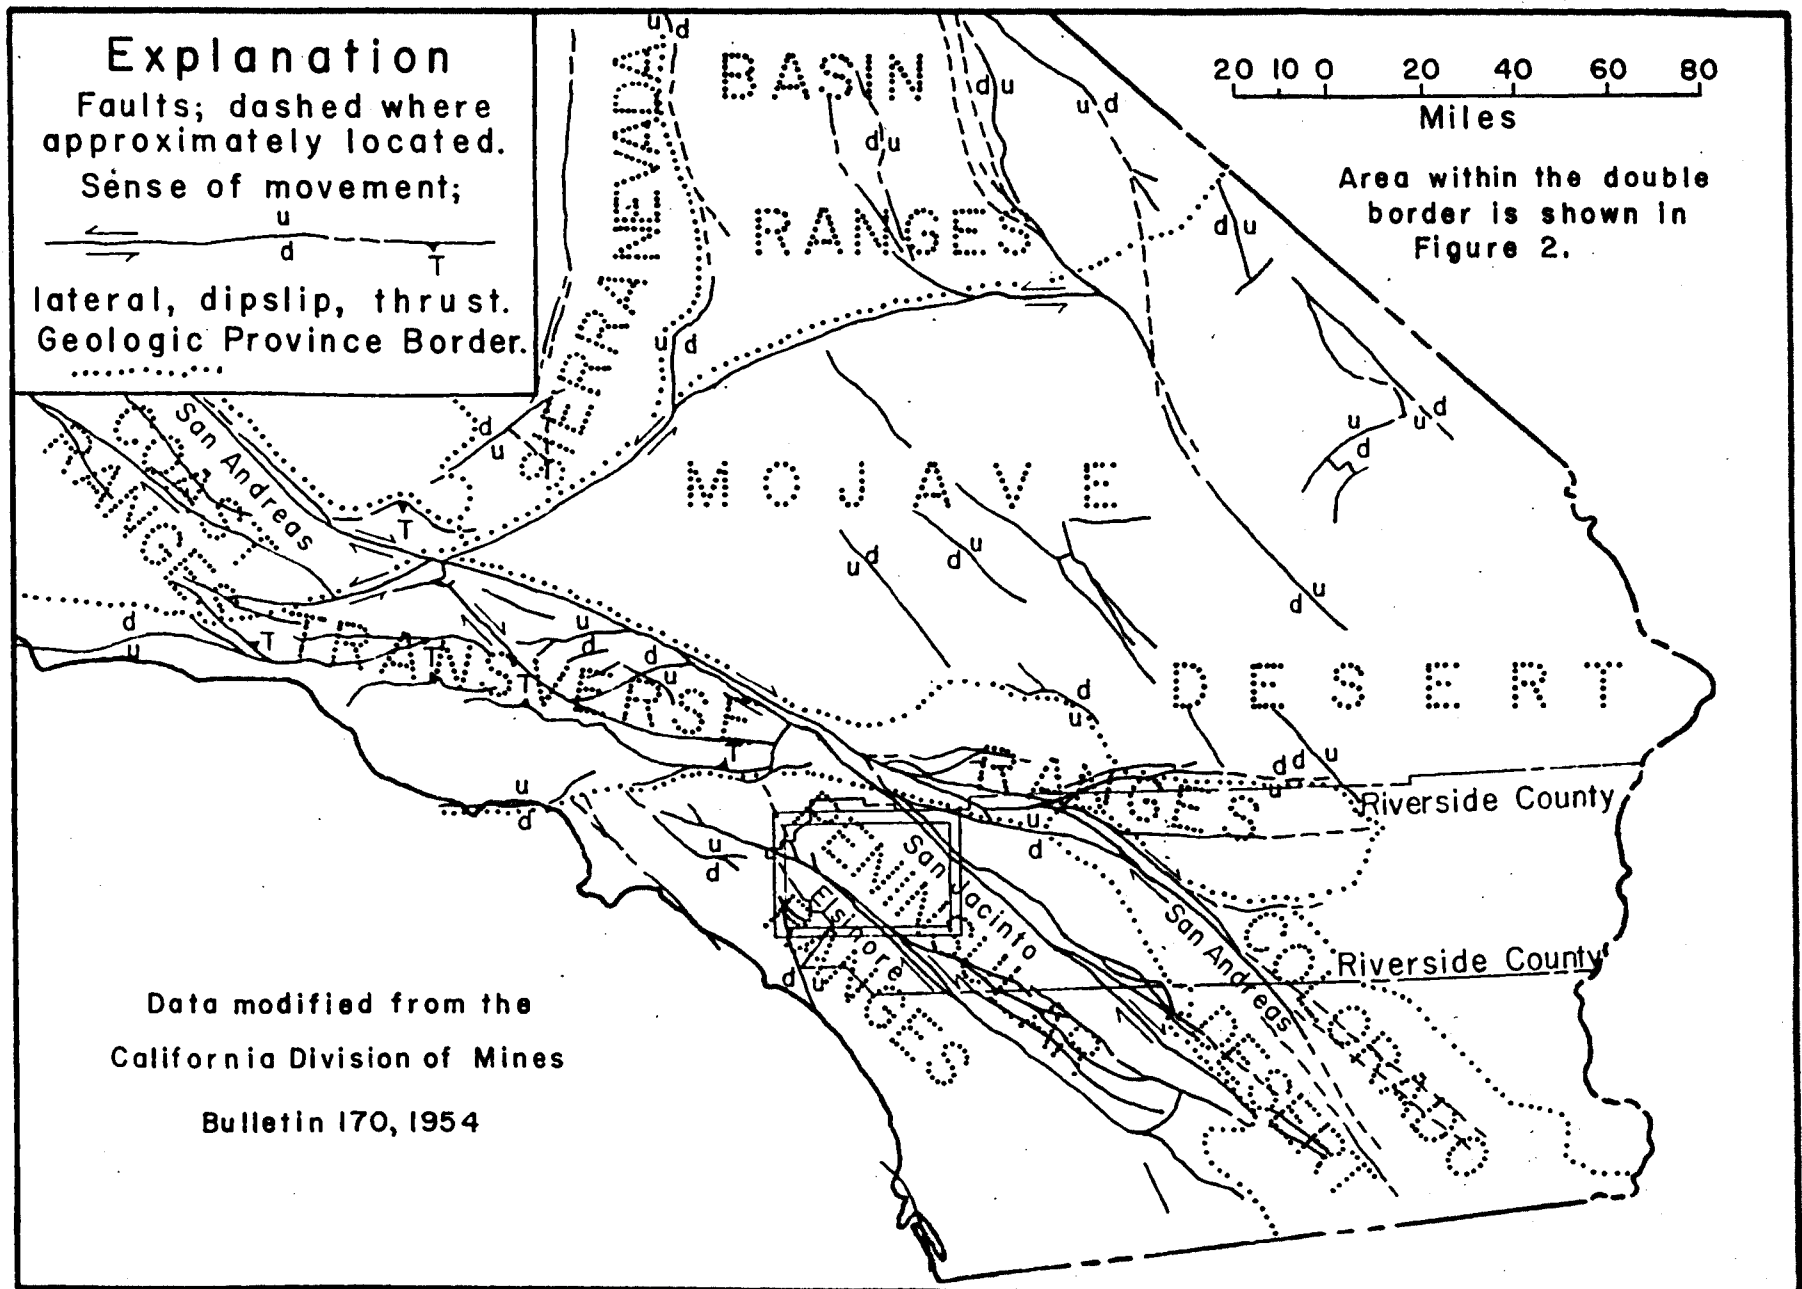 Explanation
Faults; dashed where
approximately located.
Sense of movement;
u
d
T
lateral, dipslip, thrust.
Geologic Province Border.
20 10 0 20 40 60 80
Miles
Area within the double
border is shown in
Figure 2.
SIERRA NEVADA
BASIN
RANGES
COAST
RANGES
San Andreas
MOJAVE
DESERT
TRANSVERSE
RANGES
Riverside County
PENINSULAR
RANGES
San Jacinto
Elsinore
San Andreas
COLORADO
DESERT
Riverside County
Data modified from the
California Division of Mines
Bulletin 170, 1954